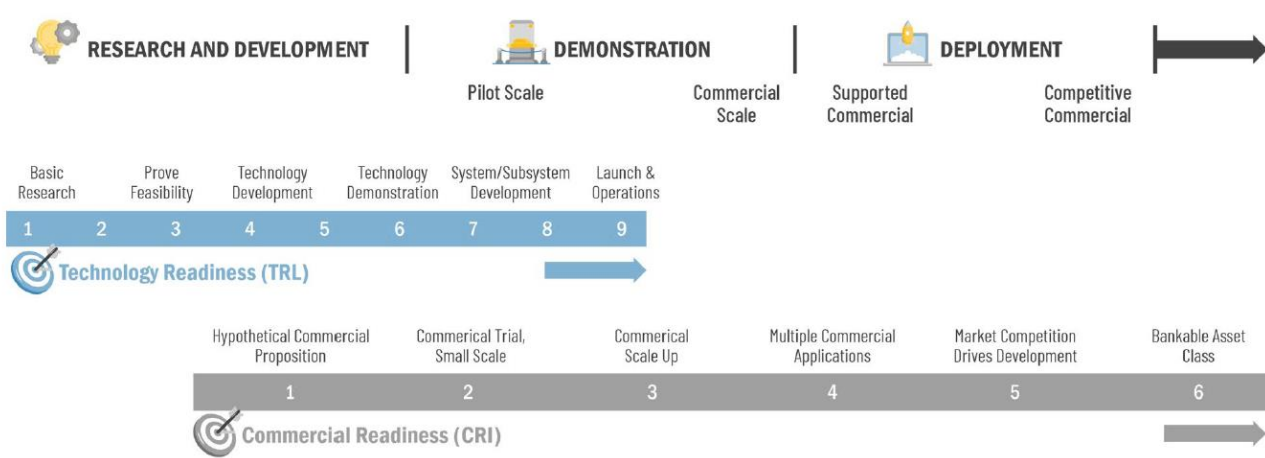 RESEARCH AND DEVELOPMENT
DEMONSTRATION
DEPLOYMENT
Pilot Scale
Commercial
Scale
Supported
Commercial
Competitive
Commercial
Basic
Research
Prove
Feasibility
Technology
Development
Technology
Demonstration
System/Subsystem
Development
Launch &
Operations
1 2 3 4 5 6 7 8 9
Technology Readiness (TRL)
Hypothetical Commercial
Proposition
Commerical Trial,
Small Scale
Commerical
Scale Up
Multiple Commercial
Applications
Market Competition
Drives Development
Bankable Asset
Class
1 2 3 4 5 6
Commercial Readiness (CRI)